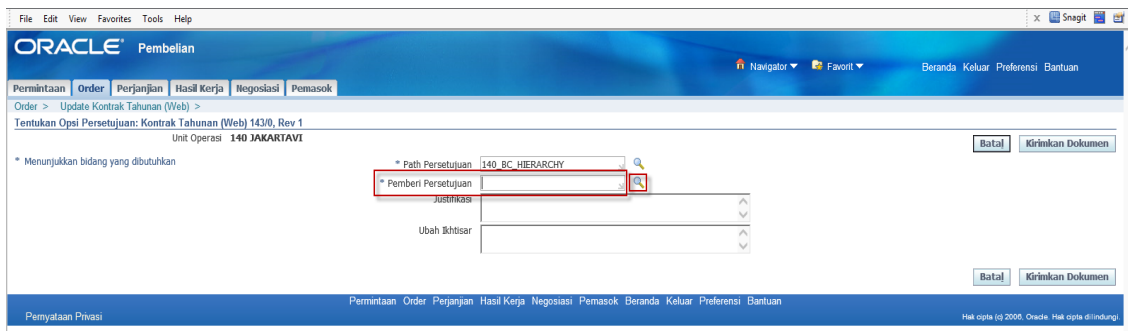 File Edit View Favorites Tools Help x Snagit
ORACLE Pembelian
Navigator Favorit Beranda Keluar Preferensi Bantuan
Permintaan Order Perjanjian Hasil Kerja Negosiasi Pemasok
Order > Update Kontrak Tahunan (Web) >
Tentukan Opsi Persetujuan: Kontrak Tahunan (Web) 143/0, Rev 1
Unit Operasi 140 JAKARTAVI
Batal Kirimkan Dokumen
* Menunjukkan bidang yang dibutuhkan
* Path Persetujuan 140_BC_HIERARCHY
* Pemberi Persetujuan
Justifikasi
Ubah Ikhtisar
Batal Kirimkan Dokumen
Permintaan Order Perjanjian Hasil Kerja Negosiasi Pemasok Beranda Keluar Preferensi Bantuan
Pernyataan Privasi Hak cipta (c) 2006, Oracle. Hak cipta dilindungi.